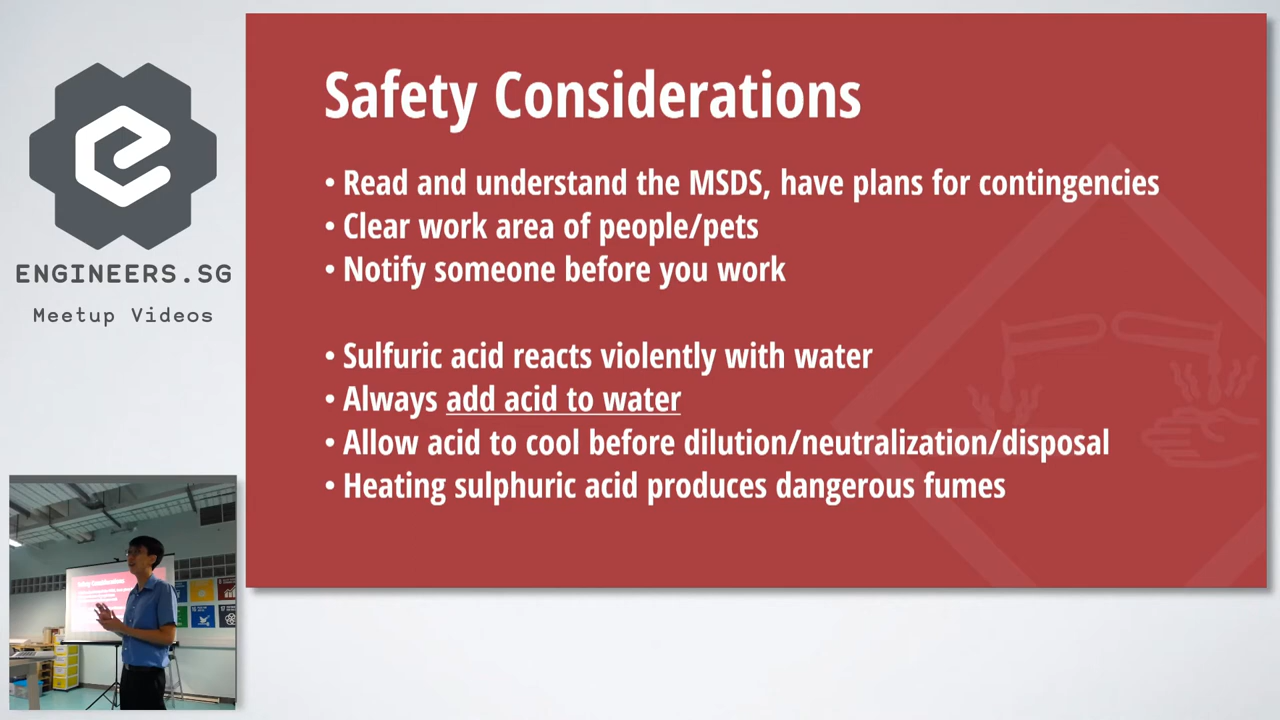 ENGINEERS.SG
Meetup Videos
Safety Considerations
• Read and understand the MSDS, have plans for contingencies
• Clear work area of people/pets
• Notify someone before you work
• Sulfuric acid reacts violently with water
• Always add acid to water
• Allow acid to cool before dilution/neutralization/disposal
• Heating sulphuric acid produces dangerous fumes
Safety Considerations